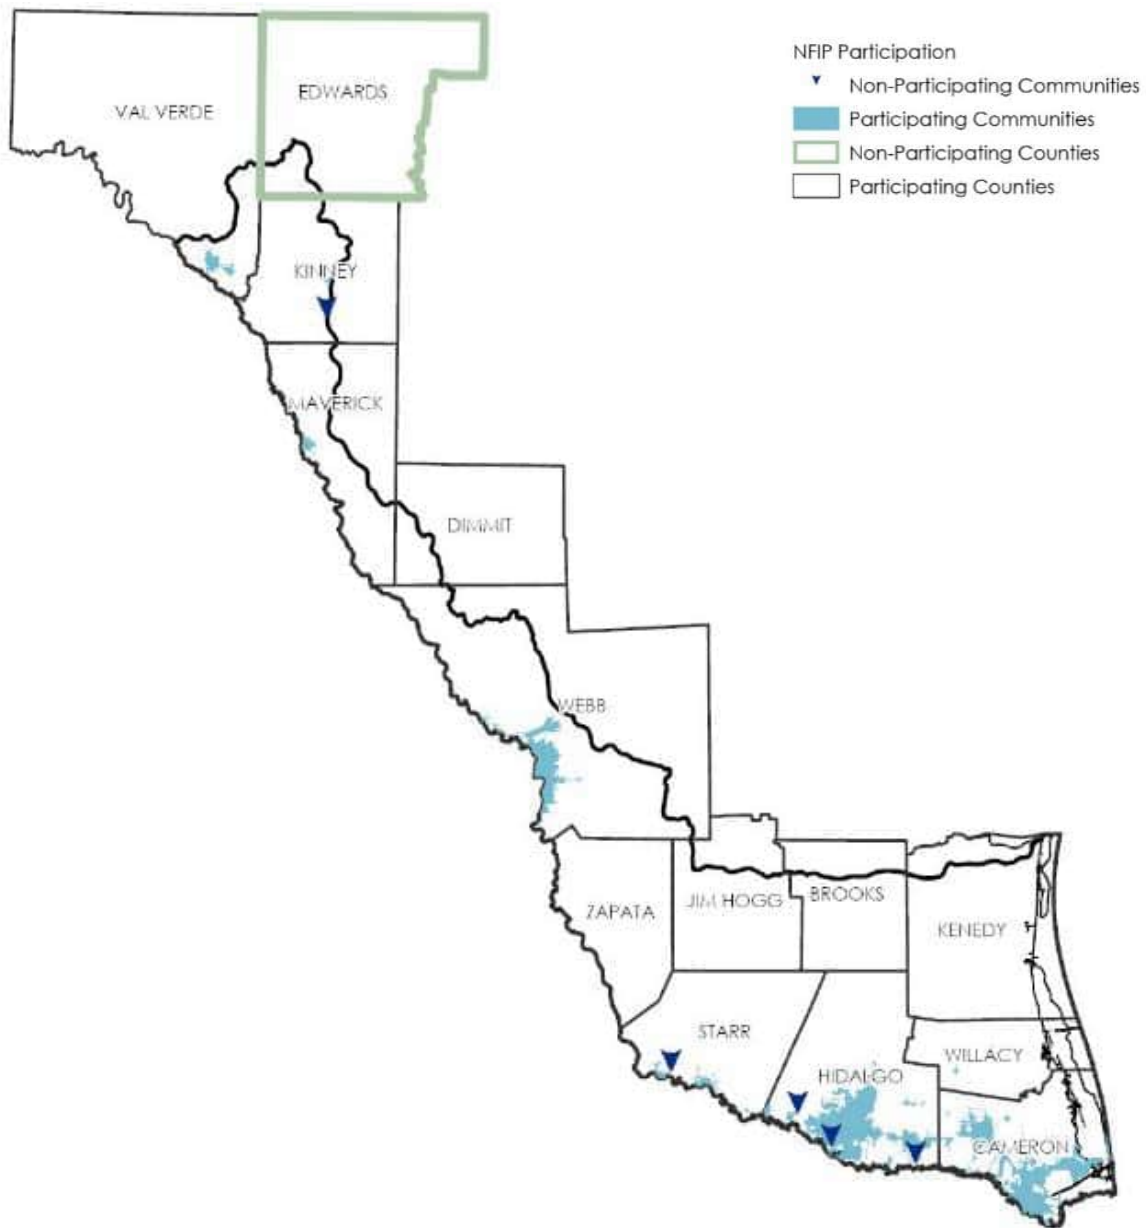 NFIP Participation
Non-Participating Communities
Participating Communities
Non-Participating Counties
Participating Counties
EDWARDS
VAL VERDE
KINNEY
MAVERICK
DIMMIT
WEBB
ZAPATA
JIM HOGG
BROOKS
KENEDY
STARR
WILLACY
HIDALGO
CAMERON